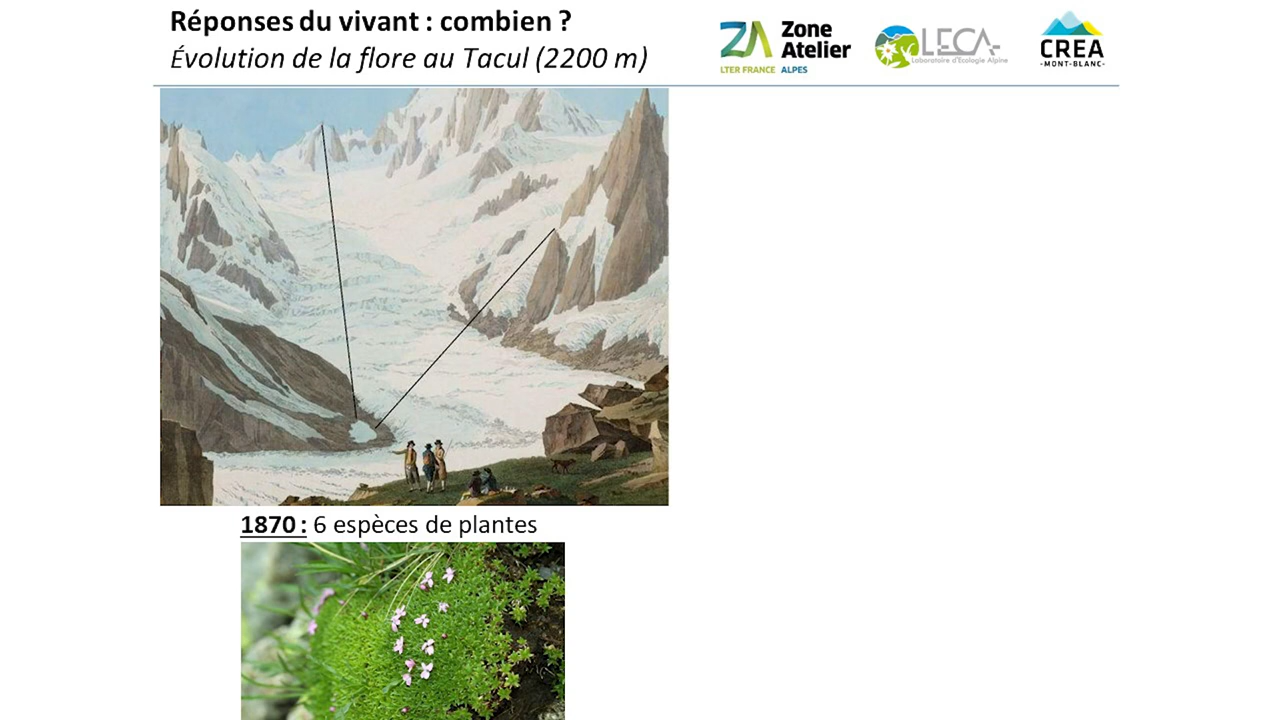 Réponses du vivant : combien ?
Évolution de la flore au Tacul (2200 m)
ZA Zone Atelier
LTER FRANCE ALPES
LECA
Laboratoire d'Ecologie Alpine
CREA
-MONT-BLANC-
1870 : 6 espèces de plantes